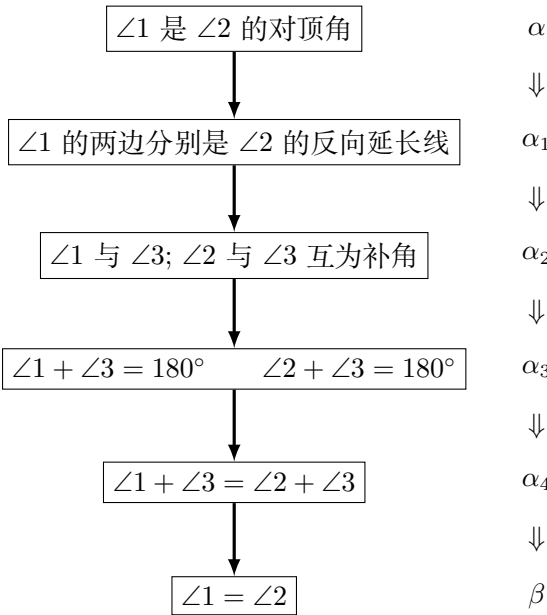 ∠1 是 ∠2 的对顶角 α
⇓
∠1 的两边分别是 ∠2 的反向延长线 α₁
⇓
∠1 与 ∠3; ∠2 与 ∠3 互为补角 α₂
⇓
∠1 + ∠3 = 180° ∠2 + ∠3 = 180° α₃
⇓
∠1 + ∠3 = ∠2 + ∠3 α₄
⇓
∠1 = ∠2 β